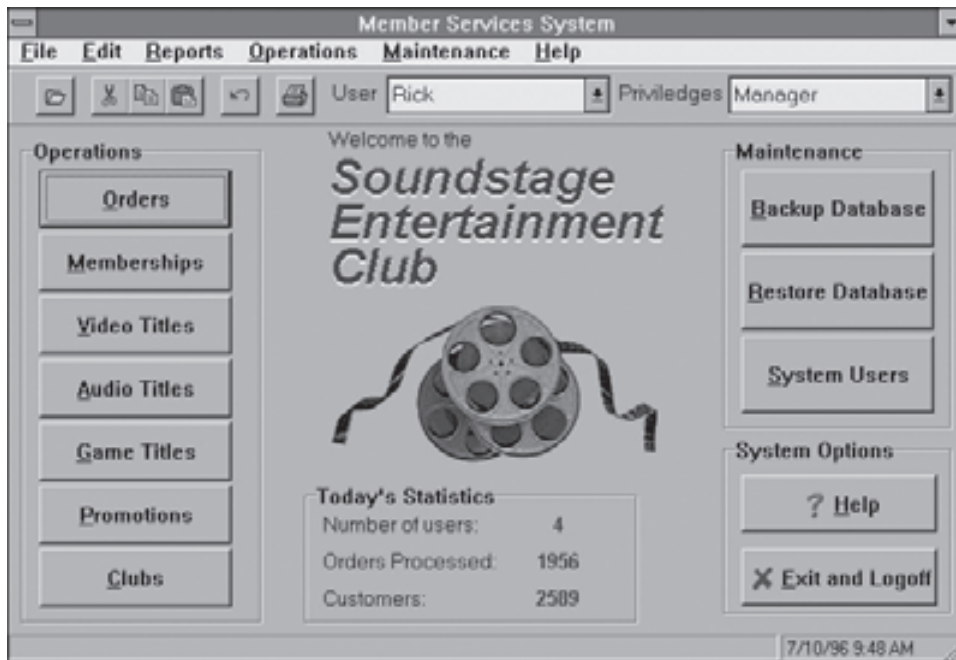 Member Services System
File Edit Reports Operations Maintenance Help
User Rick Priviledges Manager
Operations
Orders
Memberships
Video Titles
Audio Titles
Game Titles
Promotions
Clubs
Welcome to the
Soundstage
Entertainment
Club
Today's Statistics
Number of users: 4
Orders Processed: 1956
Customers: 2589
Maintenance
Backup Database
Restore Database
System Users
System Options
? Help
Exit and Logoff
7/10/96 9:48 AM